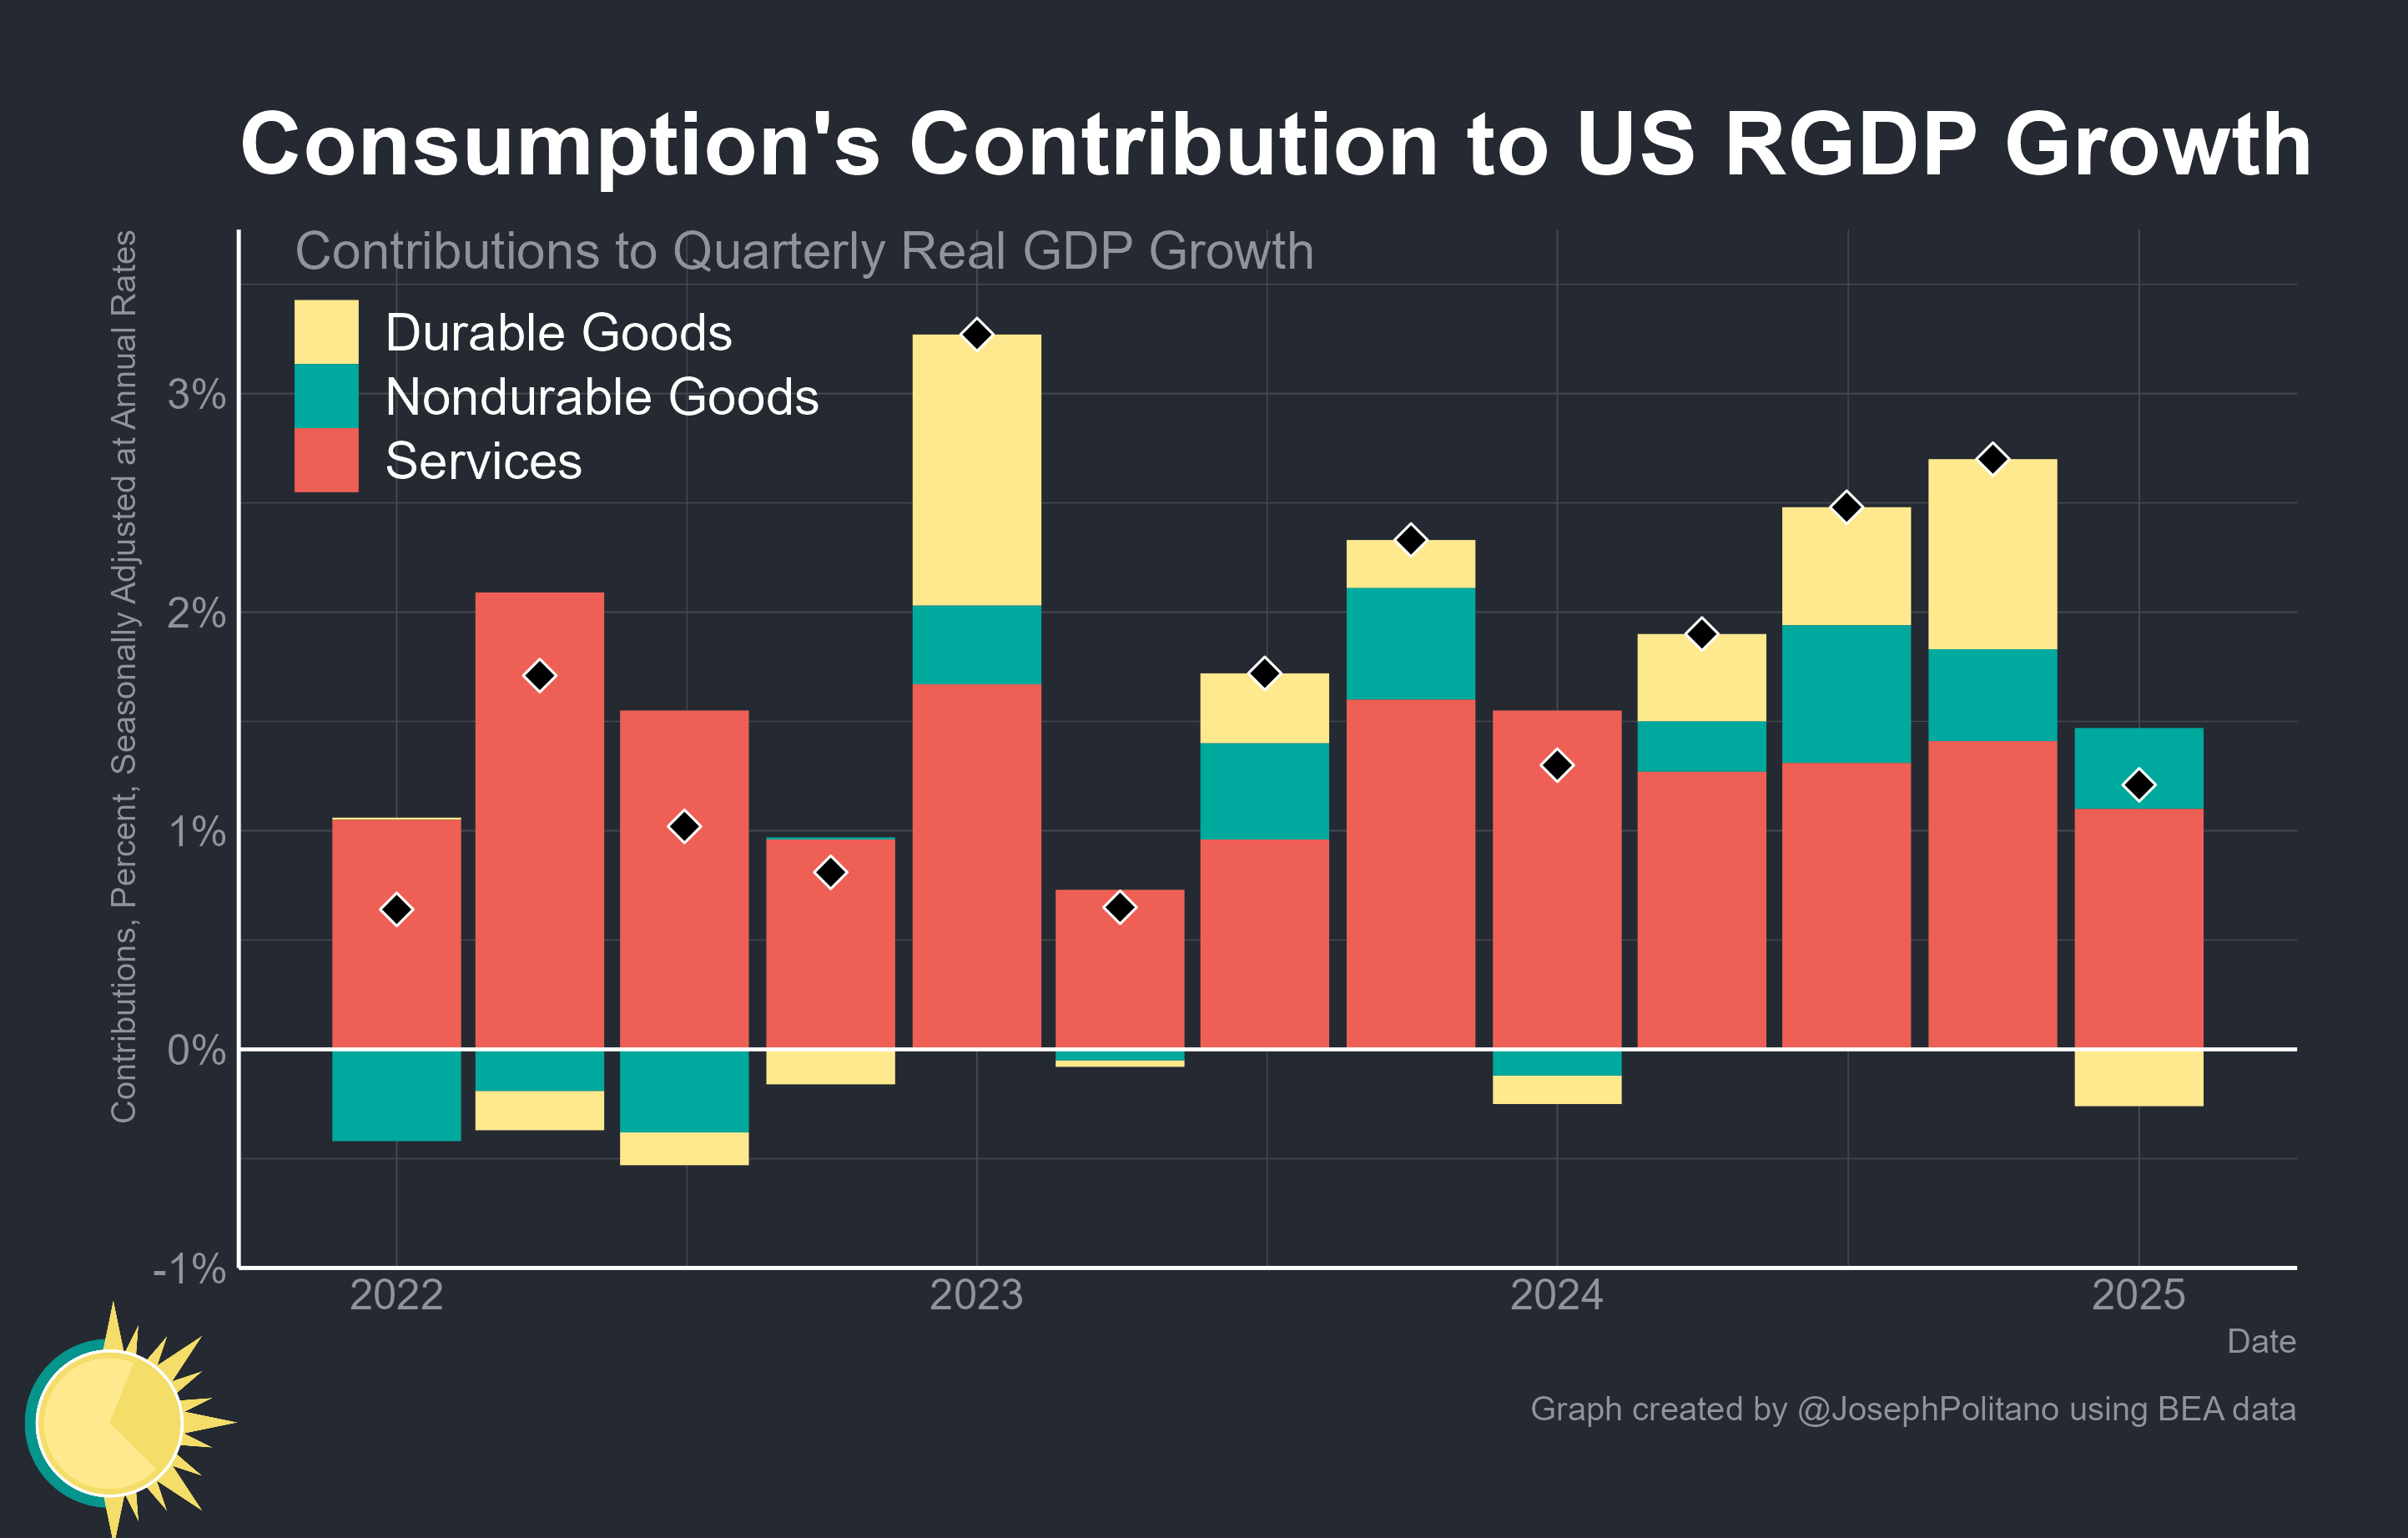 Consumption's Contribution to US RGDP Growth
Contributions, Percent, Seasonally Adjusted at Annual Rates
Contributions to Quarterly Real GDP Growth
Durable Goods
Nondurable Goods
Services
3%
2%
1%
0%
-1%
2022 2023 2024 2025
Date
Graph created by @JosephPolitano using BEA data